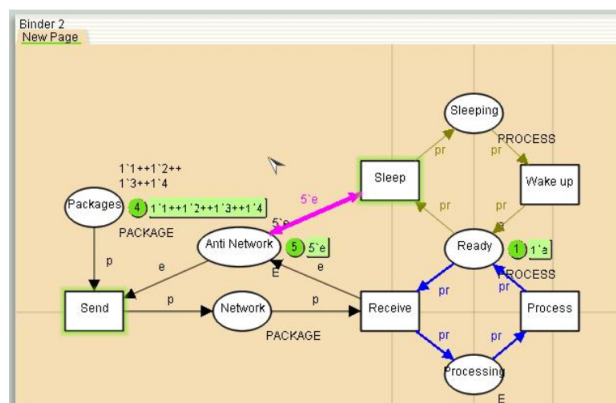 Binder 2
New Page
Sleeping
PROCESS
pr
pr
1`1++1`2++
1`3++1`4
Sleep
Wake up
5`e
Packages
4
1`1++1`2++1`3++1`4
pr
pr
PACKAGE
5`e
Anti Network
5
5`e
Ready
1
1`e
E
PROCESS
p
e
e
pr
pr
Send
p
Network
p
Receive
Process
PACKAGE
pr
pr
Processing
E